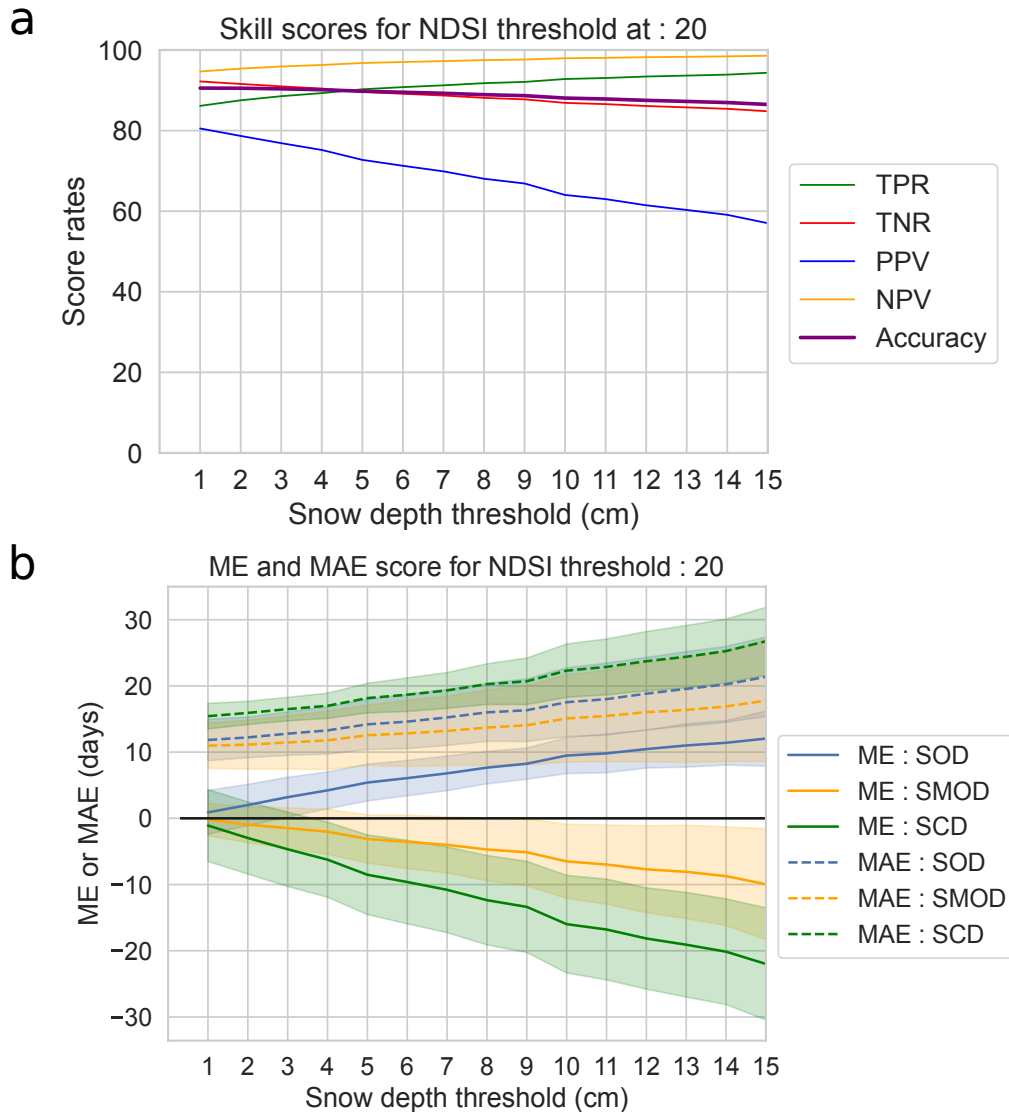 a
Skill scores for NDSI threshold at : 20
100
80
60
40
20
0
Score rates
1 2 3 4 5 6 7 8 9 10 11 12 13 14 15
Snow depth threshold (cm)
TPR
TNR
PPV
NPV
Accuracy
b
ME and MAE score for NDSI threshold : 20
30
20
10
0
−10
−20
−30
ME or MAE (days)
1 2 3 4 5 6 7 8 9 10 11 12 13 14 15
Snow depth threshold (cm)
ME : SOD
ME : SMOD
ME : SCD
MAE : SOD
MAE : SMOD
MAE : SCD